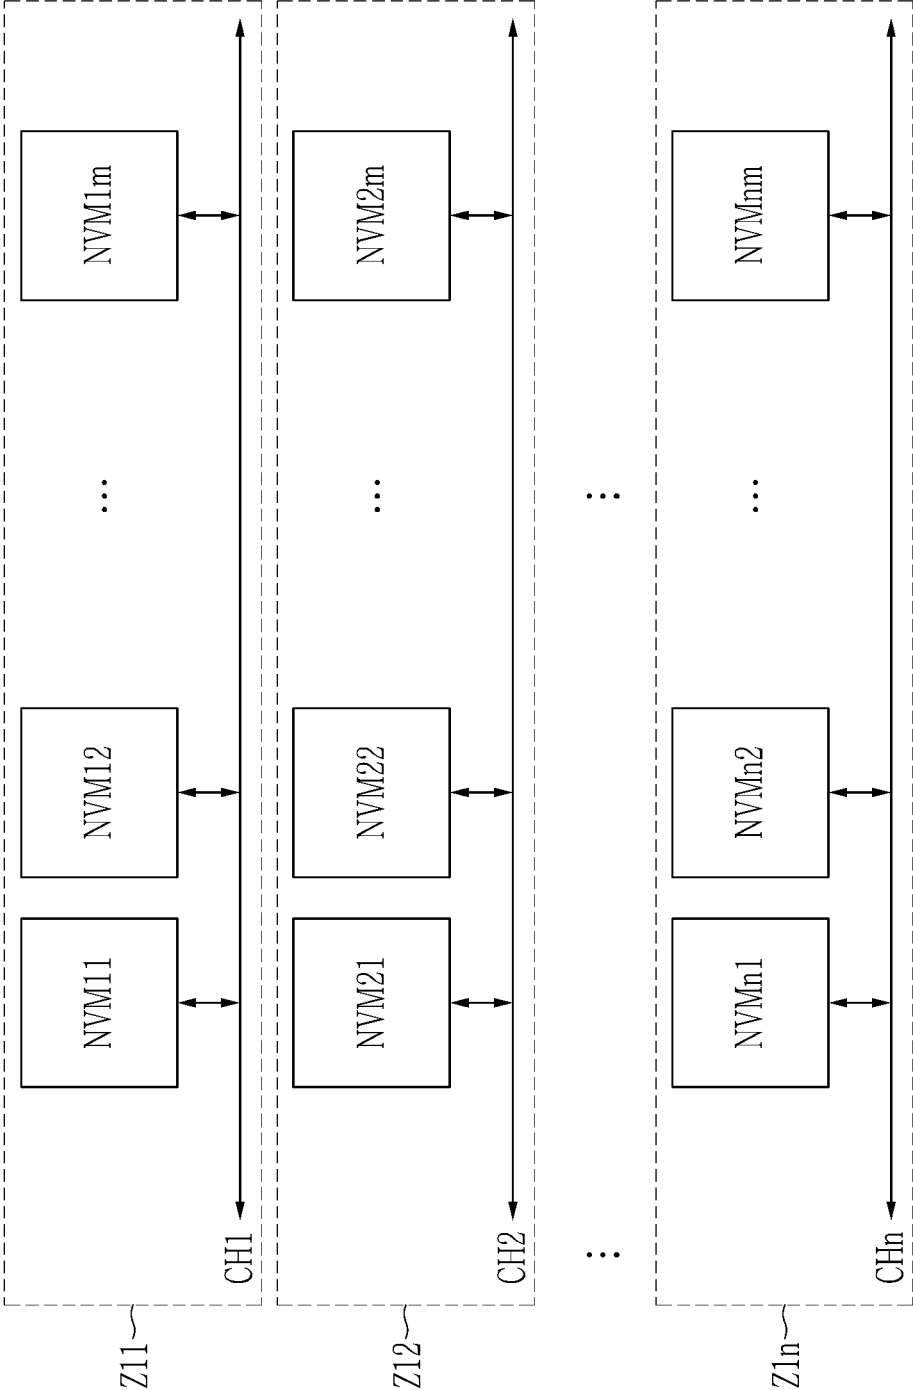 Z11
CH1
NVM11
NVM12
...
NVM1m
Z12
CH2
NVM21
NVM22
...
NVM2m
...
...
Z1n
CHn
NVMn1
NVMn2
...
NVMnm